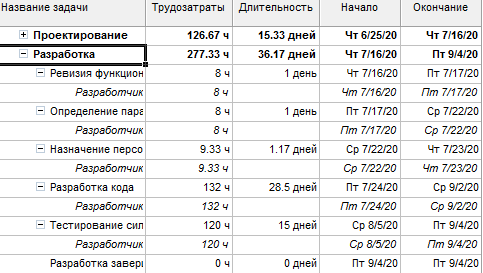 Название задачи Трудозатраты Длительность Начало Окончание
Проектирование 126.67 ч 15.33 дней Чт 6/25/20 Чт 7/16/20
Разработка 277.33 ч 36.17 дней Чт 7/16/20 Пт 9/4/20
Ревизия функцион 8 ч 1 день Чт 7/16/20 Пт 7/17/20
Разработчик 8 ч Чт 7/16/20 Пт 7/17/20
Определение пара 8 ч 1 день Пт 7/17/20 Ср 7/22/20
Разработчик 8 ч Пт 7/17/20 Ср 7/22/20
Назначение персо 9.33 ч 1.17 дней Ср 7/22/20 Чт 7/23/20
Разработчик 9.33 ч Ср 7/22/20 Чт 7/23/20
Разработка кода 132 ч 28.5 дней Пт 7/24/20 Ср 9/2/20
Разработчик 132 ч Пт 7/24/20 Ср 9/2/20
Тестирование сил 120 ч 15 дней Ср 8/5/20 Пт 9/4/20
Разработчик 120 ч Ср 8/5/20 Пт 9/4/20
Разработка завери 0 ч 0 дней Пт 9/4/20 Пт 9/4/20